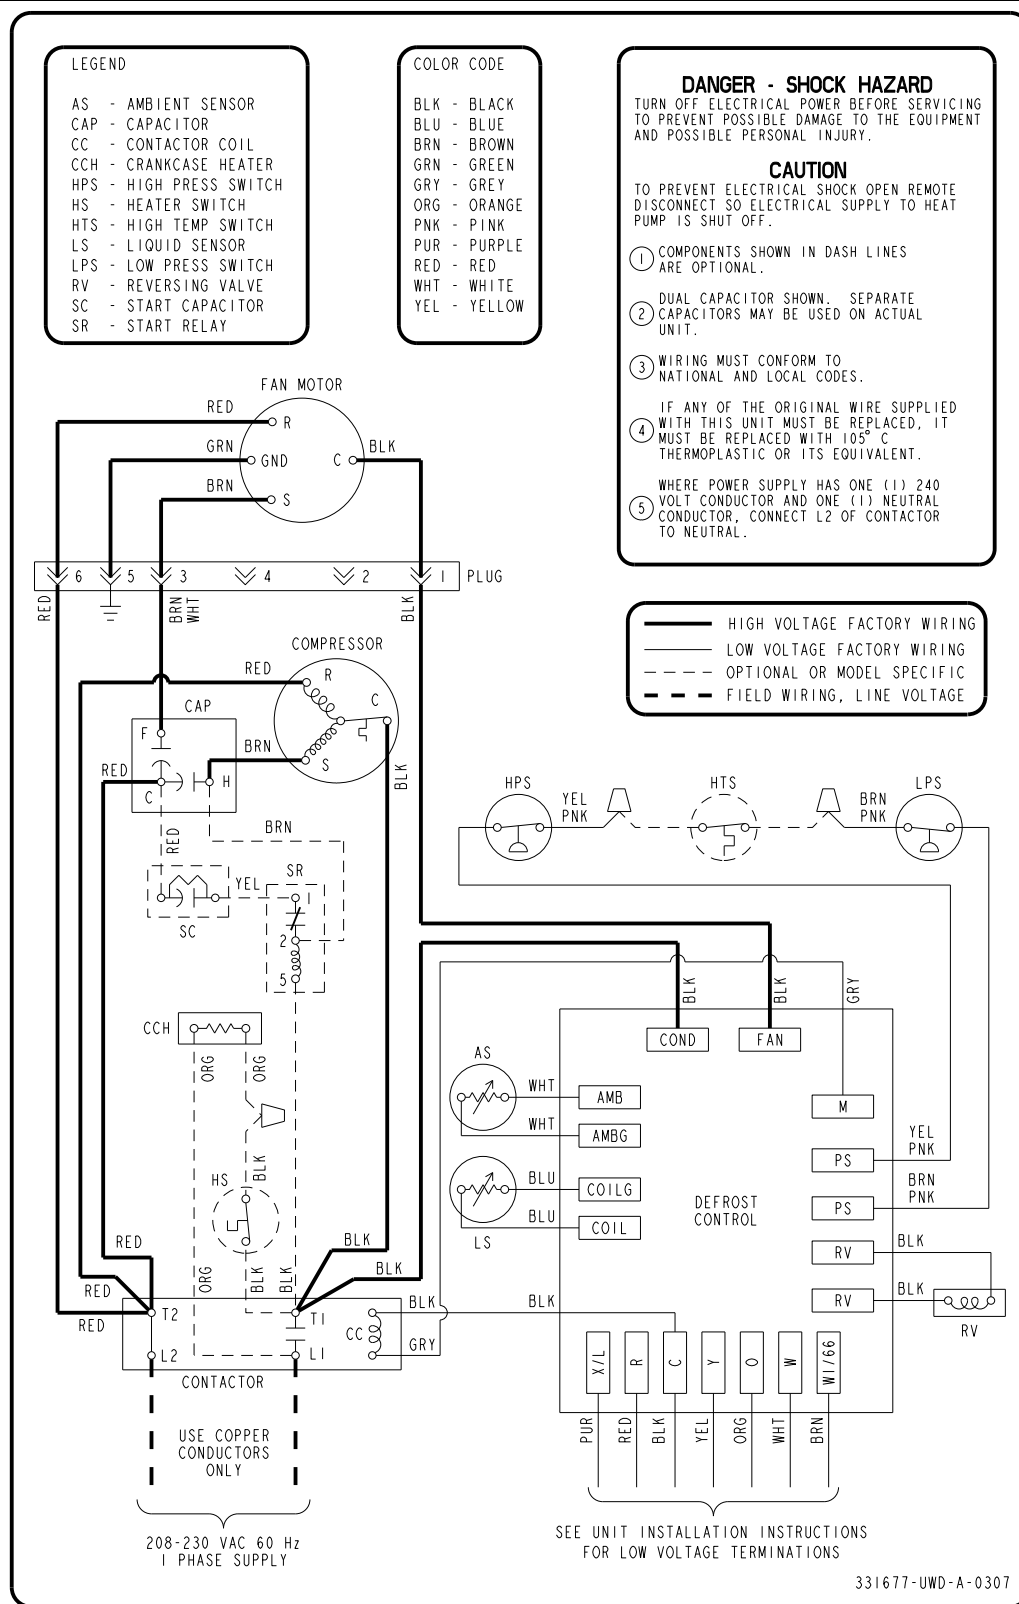 LEGEND
AS - AMBIENT SENSOR
CAP - CAPACITOR
CC - CONTACTOR COIL
CCH - CRANKCASE HEATER
HPS - HIGH PRESS SWITCH
HS - HEATER SWITCH
HTS - HIGH TEMP SWITCH
LS - LIQUID SENSOR
LPS - LOW PRESS SWITCH
RV - REVERSING VALVE
SC - START CAPACITOR
SR - START RELAY
COLOR CODE
BLK - BLACK
BLU - BLUE
BRN - BROWN
GRN - GREEN
GRY - GREY
ORG - ORANGE
PNK - PINK
PUR - PURPLE
RED - RED
WHT - WHITE
YEL - YELLOW
DANGER - SHOCK HAZARD
TURN OFF ELECTRICAL POWER BEFORE SERVICING
TO PREVENT POSSIBLE DAMAGE TO THE EQUIPMENT
AND POSSIBLE PERSONAL INJURY.
CAUTION
TO PREVENT ELECTRICAL SHOCK OPEN REMOTE
DISCONNECT SO ELECTRICAL SUPPLY TO HEAT
PUMP IS SHUT OFF.
1 COMPONENTS SHOWN IN DASH LINES
ARE OPTIONAL.
2 DUAL CAPACITOR SHOWN. SEPARATE
CAPACITORS MAY BE USED ON ACTUAL
UNIT.
3 WIRING MUST CONFORM TO
NATIONAL AND LOCAL CODES.
4 IF ANY OF THE ORIGINAL WIRE SUPPLIED
WITH THIS UNIT MUST BE REPLACED, IT
MUST BE REPLACED WITH 105° C
THERMOPLASTIC OR ITS EQUIVALENT.
5 WHERE POWER SUPPLY HAS ONE (1) 240
VOLT CONDUCTOR AND ONE (1) NEUTRAL
CONDUCTOR, CONNECT L2 OF CONTACTOR
TO NEUTRAL.
HIGH VOLTAGE FACTORY WIRING
LOW VOLTAGE FACTORY WIRING
OPTIONAL OR MODEL SPECIFIC
FIELD WIRING, LINE VOLTAGE
FAN MOTOR
RED
R
GRN
GND
C
BLK
BRN
S
6
5
3
4
2
1
PLUG
RED
BRN
WHT
BLK
COMPRESSOR
RED
R
C
S
BRN
BLK
CAP
F
RED
C
H
RED
BRN
SC
YEL
SR
1
2
5
CCH
ORG
ORG
BLK
HS
ORG
BLK
BLK
BLK
BLK
RED
RED
RED
T2
T1
L2
L1
CC
CONTACTOR
BLK
GRY
BLK
USE COPPER
CONDUCTORS
ONLY
208-230 VAC 60 Hz
1 PHASE SUPPLY
HPS
YEL
PNK
HTS
BRN
PNK
LPS
BLK
BLK
GRY
COND
FAN
AS
WHT
AMB
WHT
AMBG
LS
BLU
COILG
BLU
COIL
DEFROST
CONTROL
M
YEL
PNK
PS
BRN
PNK
PS
BLK
RV
BLK
RV
RV
X/L
R
C
Y
O
W
W1/66
PUR
RED
BLK
YEL
ORG
WHT
BRN
SEE UNIT INSTALLATION INSTRUCTIONS
FOR LOW VOLTAGE TERMINATIONS
331677-UWD-A-0307